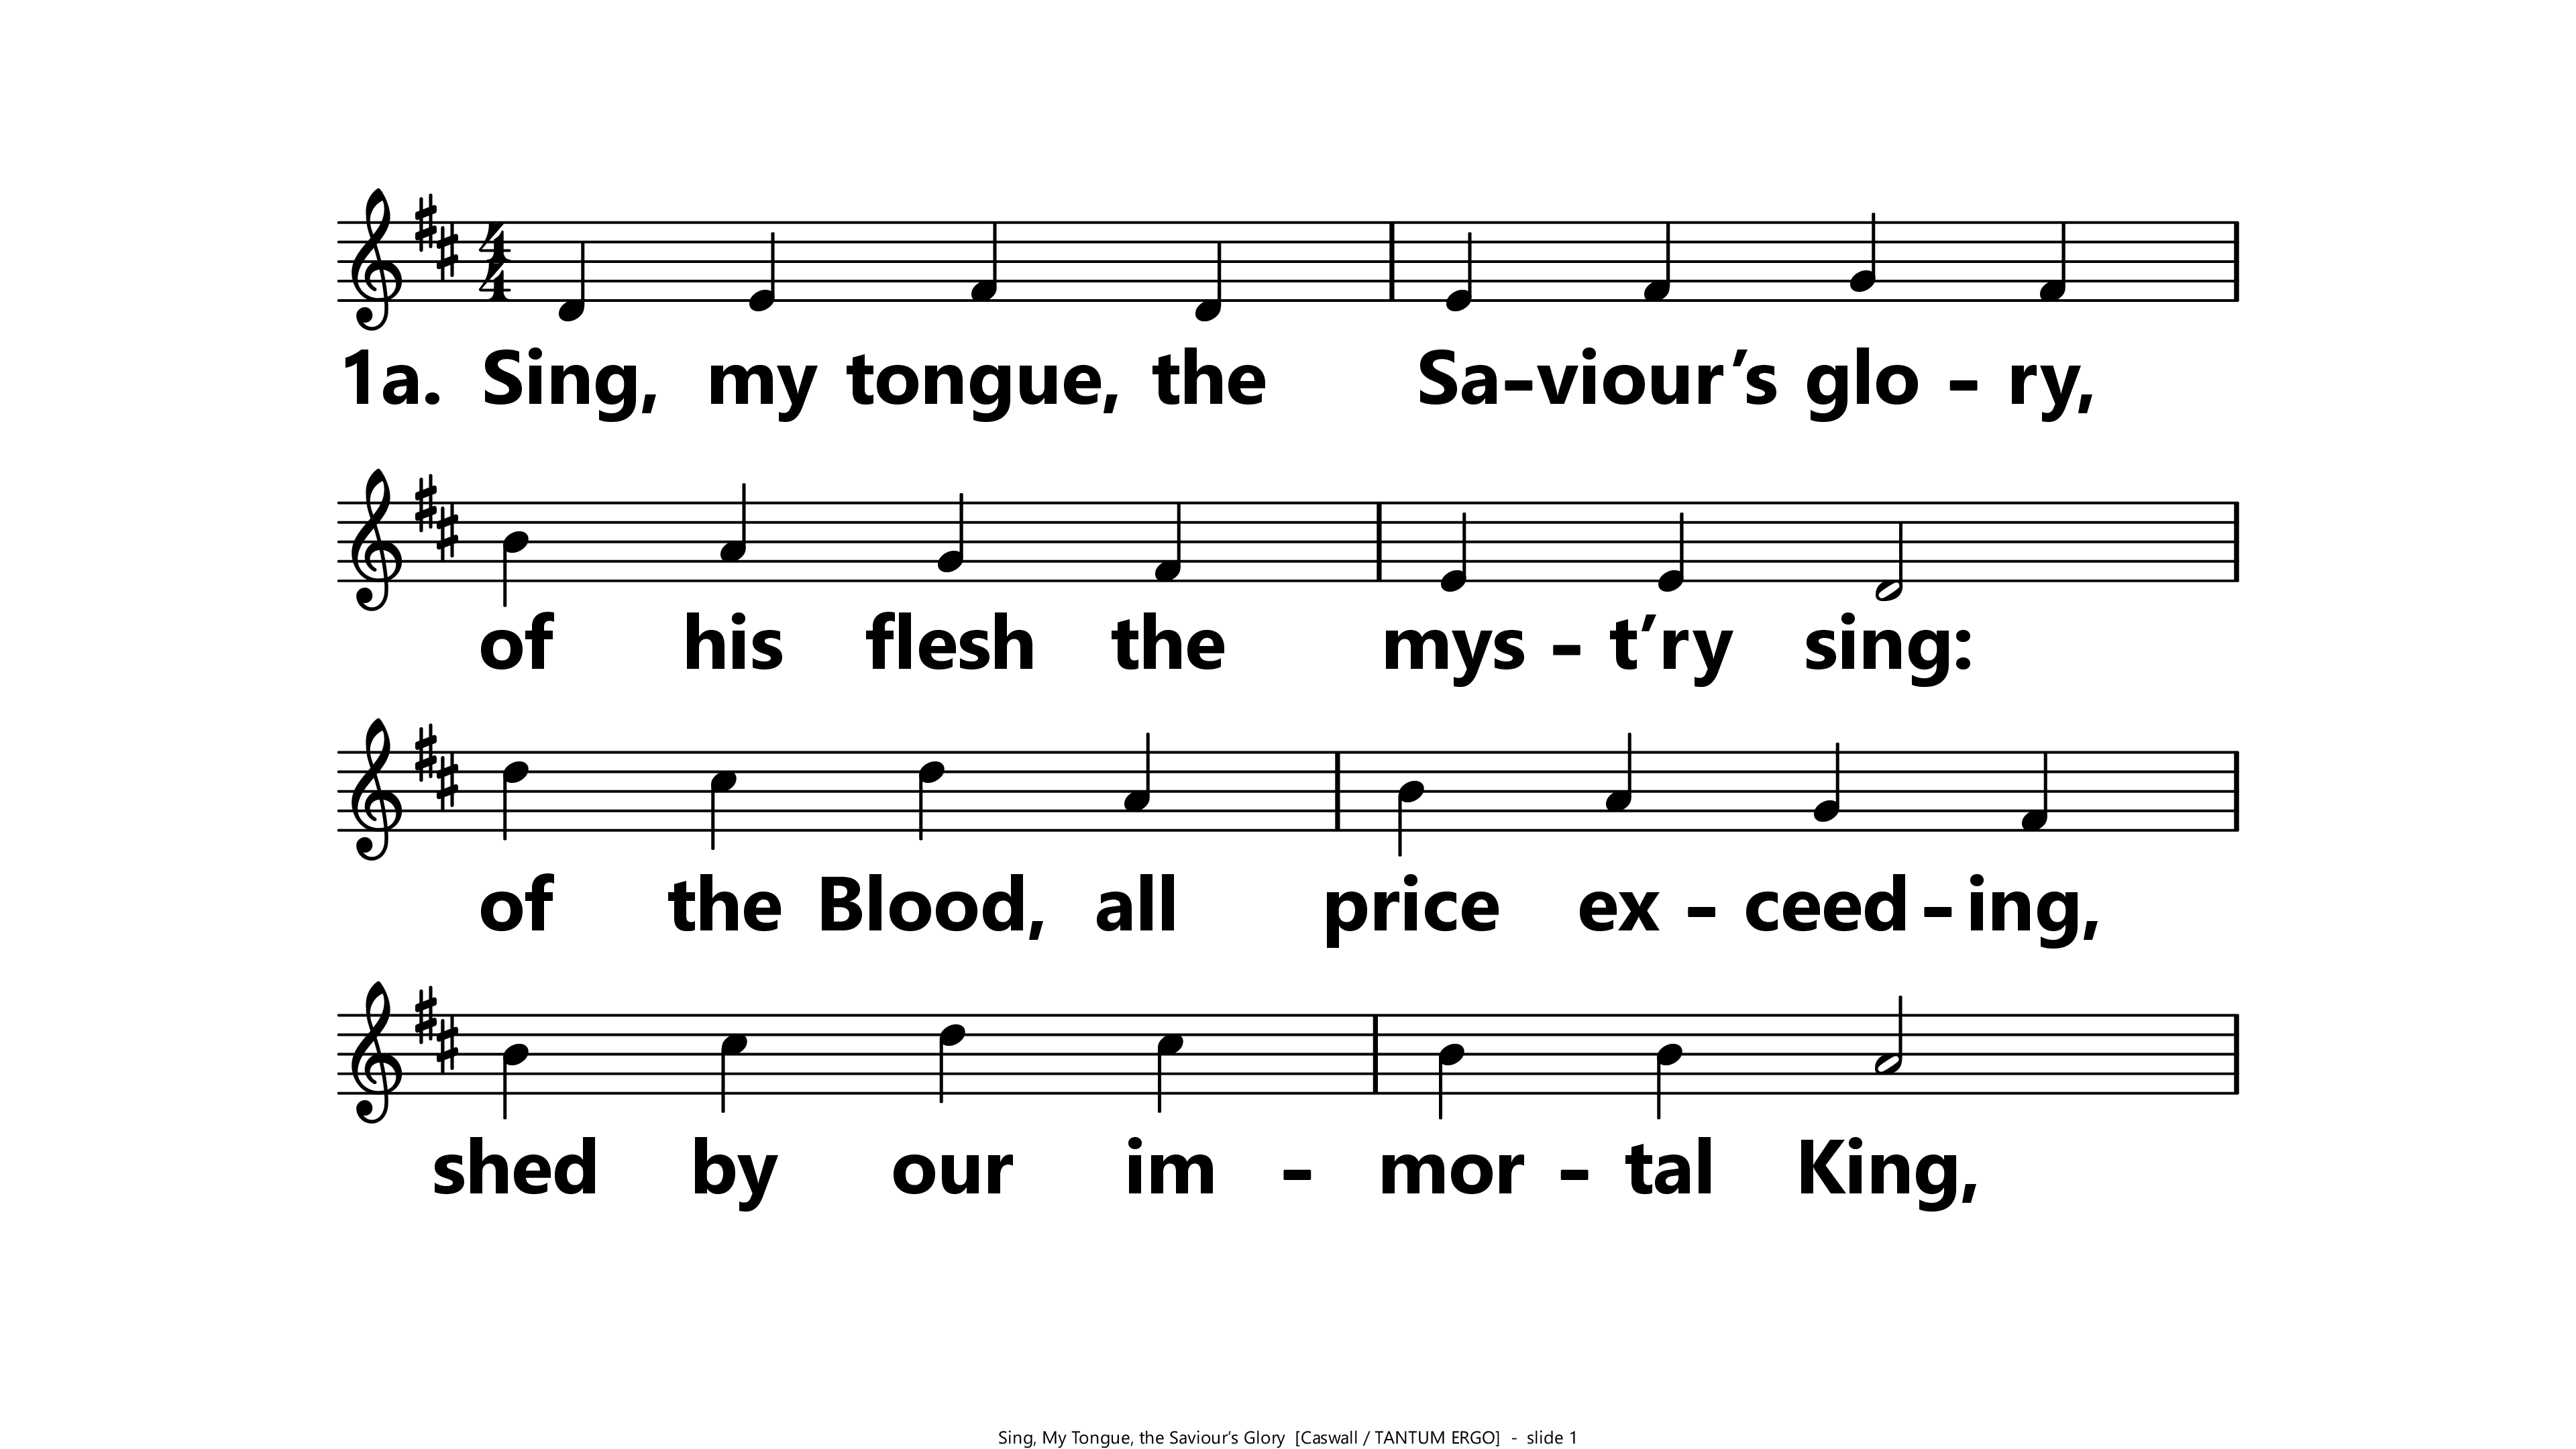 1a. Sing, my tongue, the Sa-viour’s glo - ry,
of his flesh the mys - t’ry sing:
of the Blood, all price ex - ceed - ing,
shed by our im - mor - tal King,
Sing, My Tongue, the Saviour’s Glory [Caswall / TANTUM ERGO] - slide 1